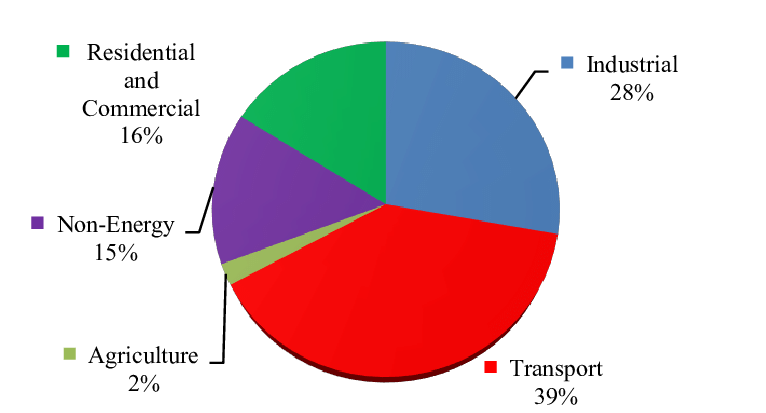 Residential
and
Commercial
16%
Industrial
28%
Non-Energy
15%
Agriculture
2%
Transport
39%